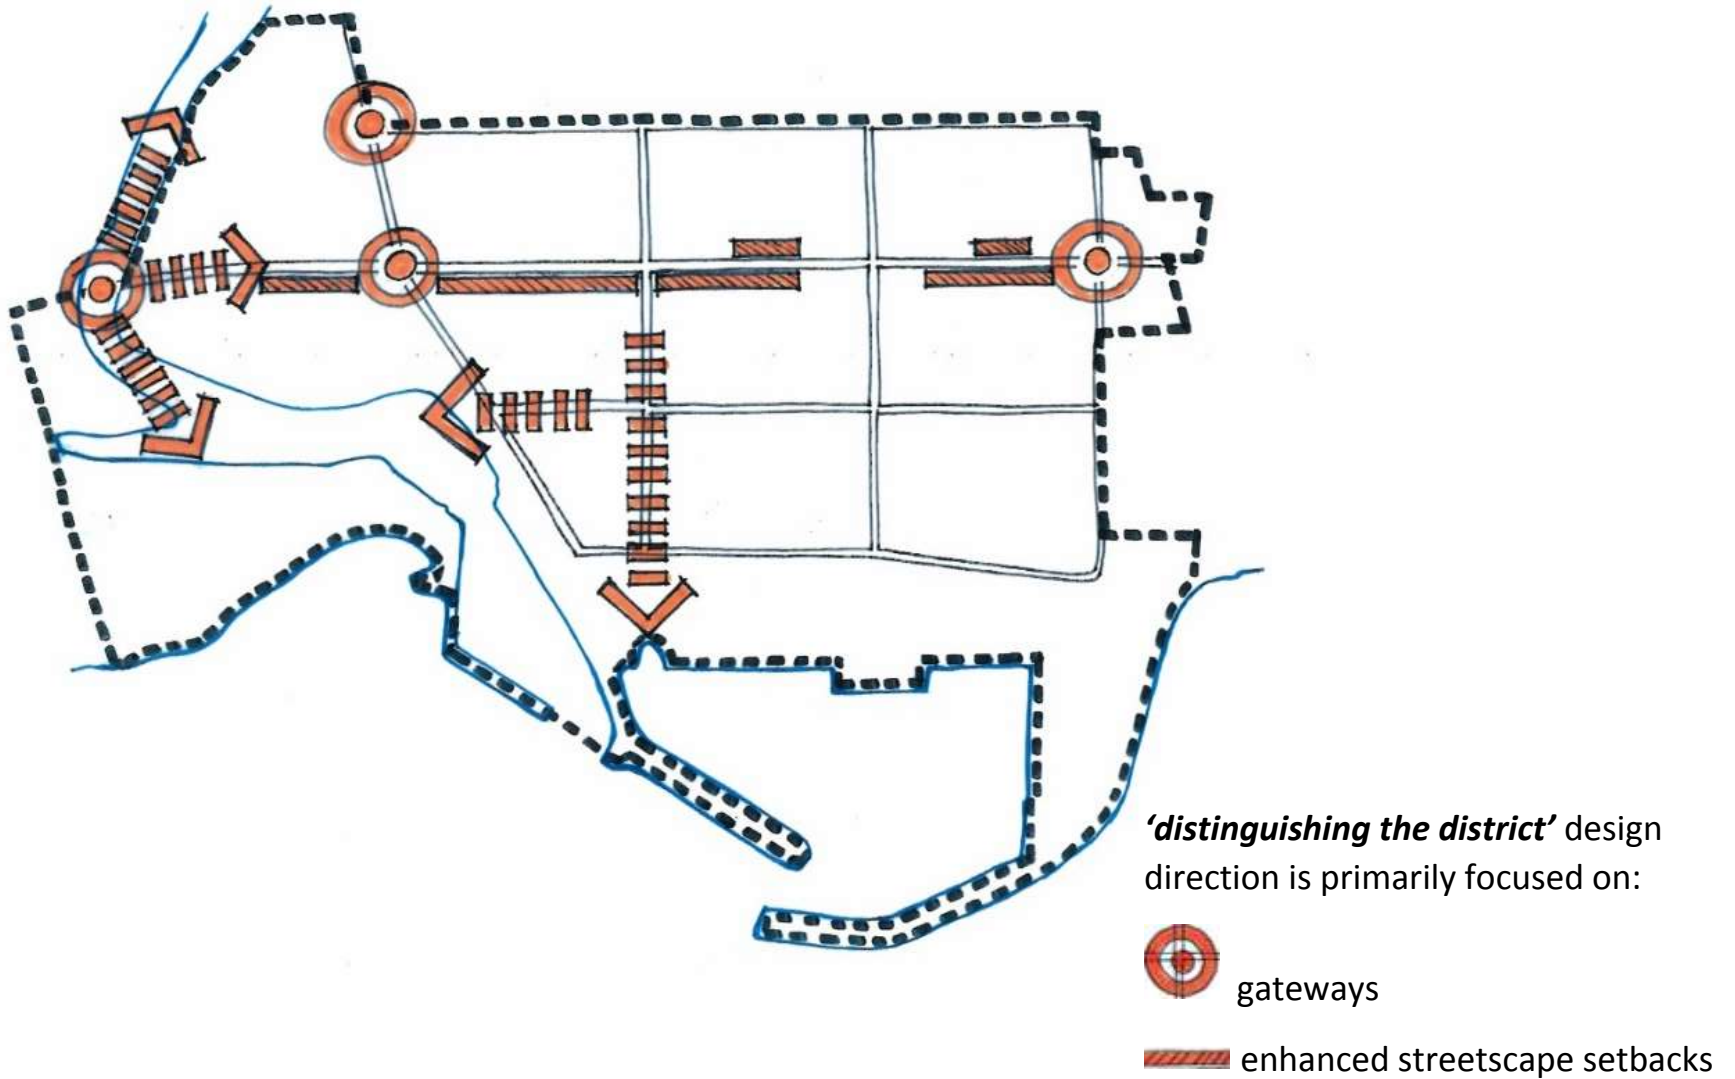 ‘distinguishing the district’ design
direction is primarily focused on:
gateways
enhanced streetscape setbacks